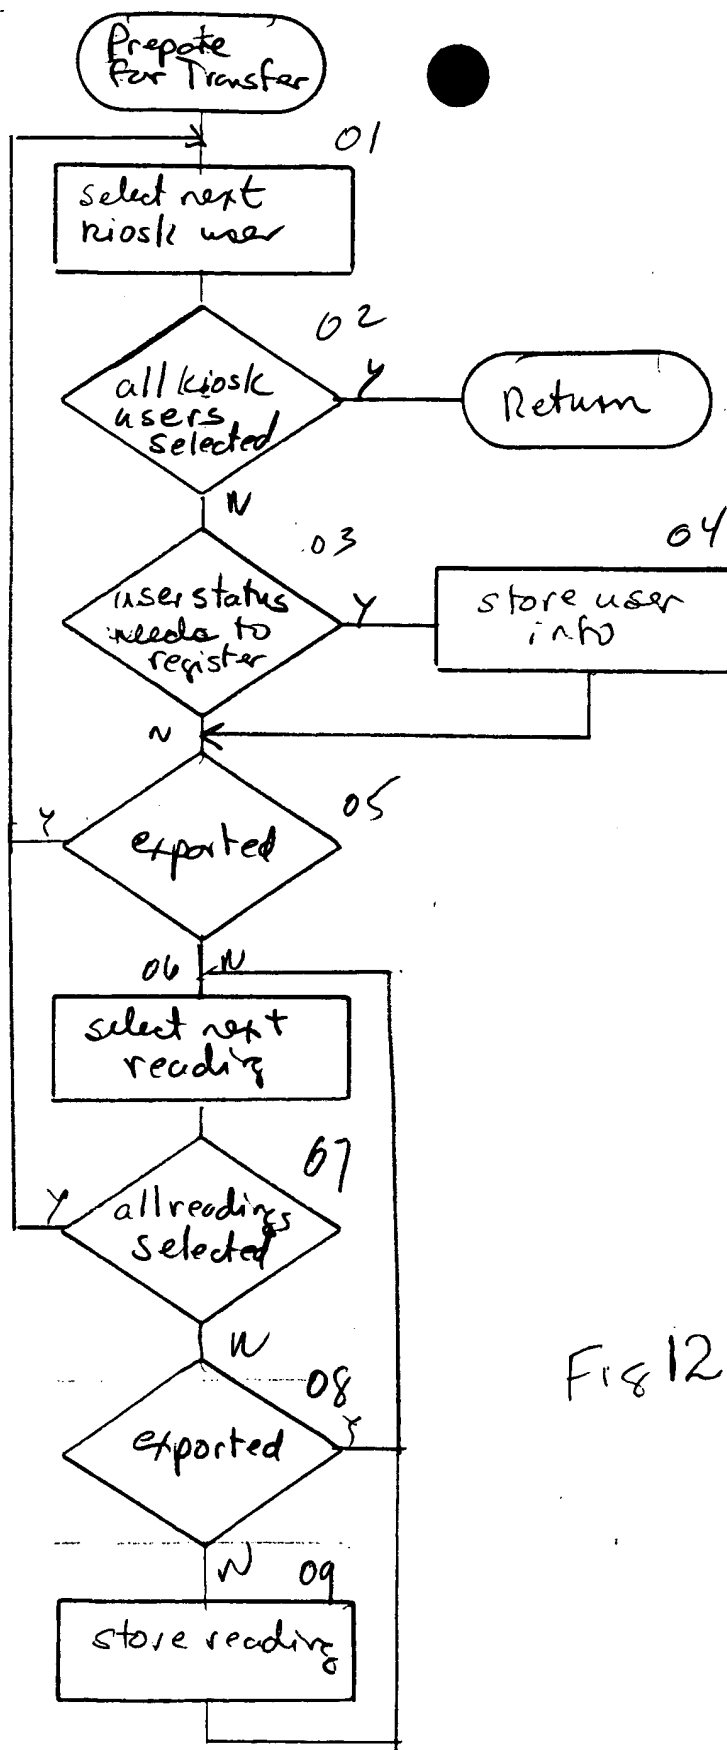 Prepate
for Transfer
01
select next
kiosk user
02
all kiosk
users
selected
Y
Return
N
03
user status
needs to
register
Y
04
store user
info
N
05
Y
exported
06
N
select next
reading
07
Y
all readings
selected
N
Fig 12
08
exported
Y
N
09
store reading